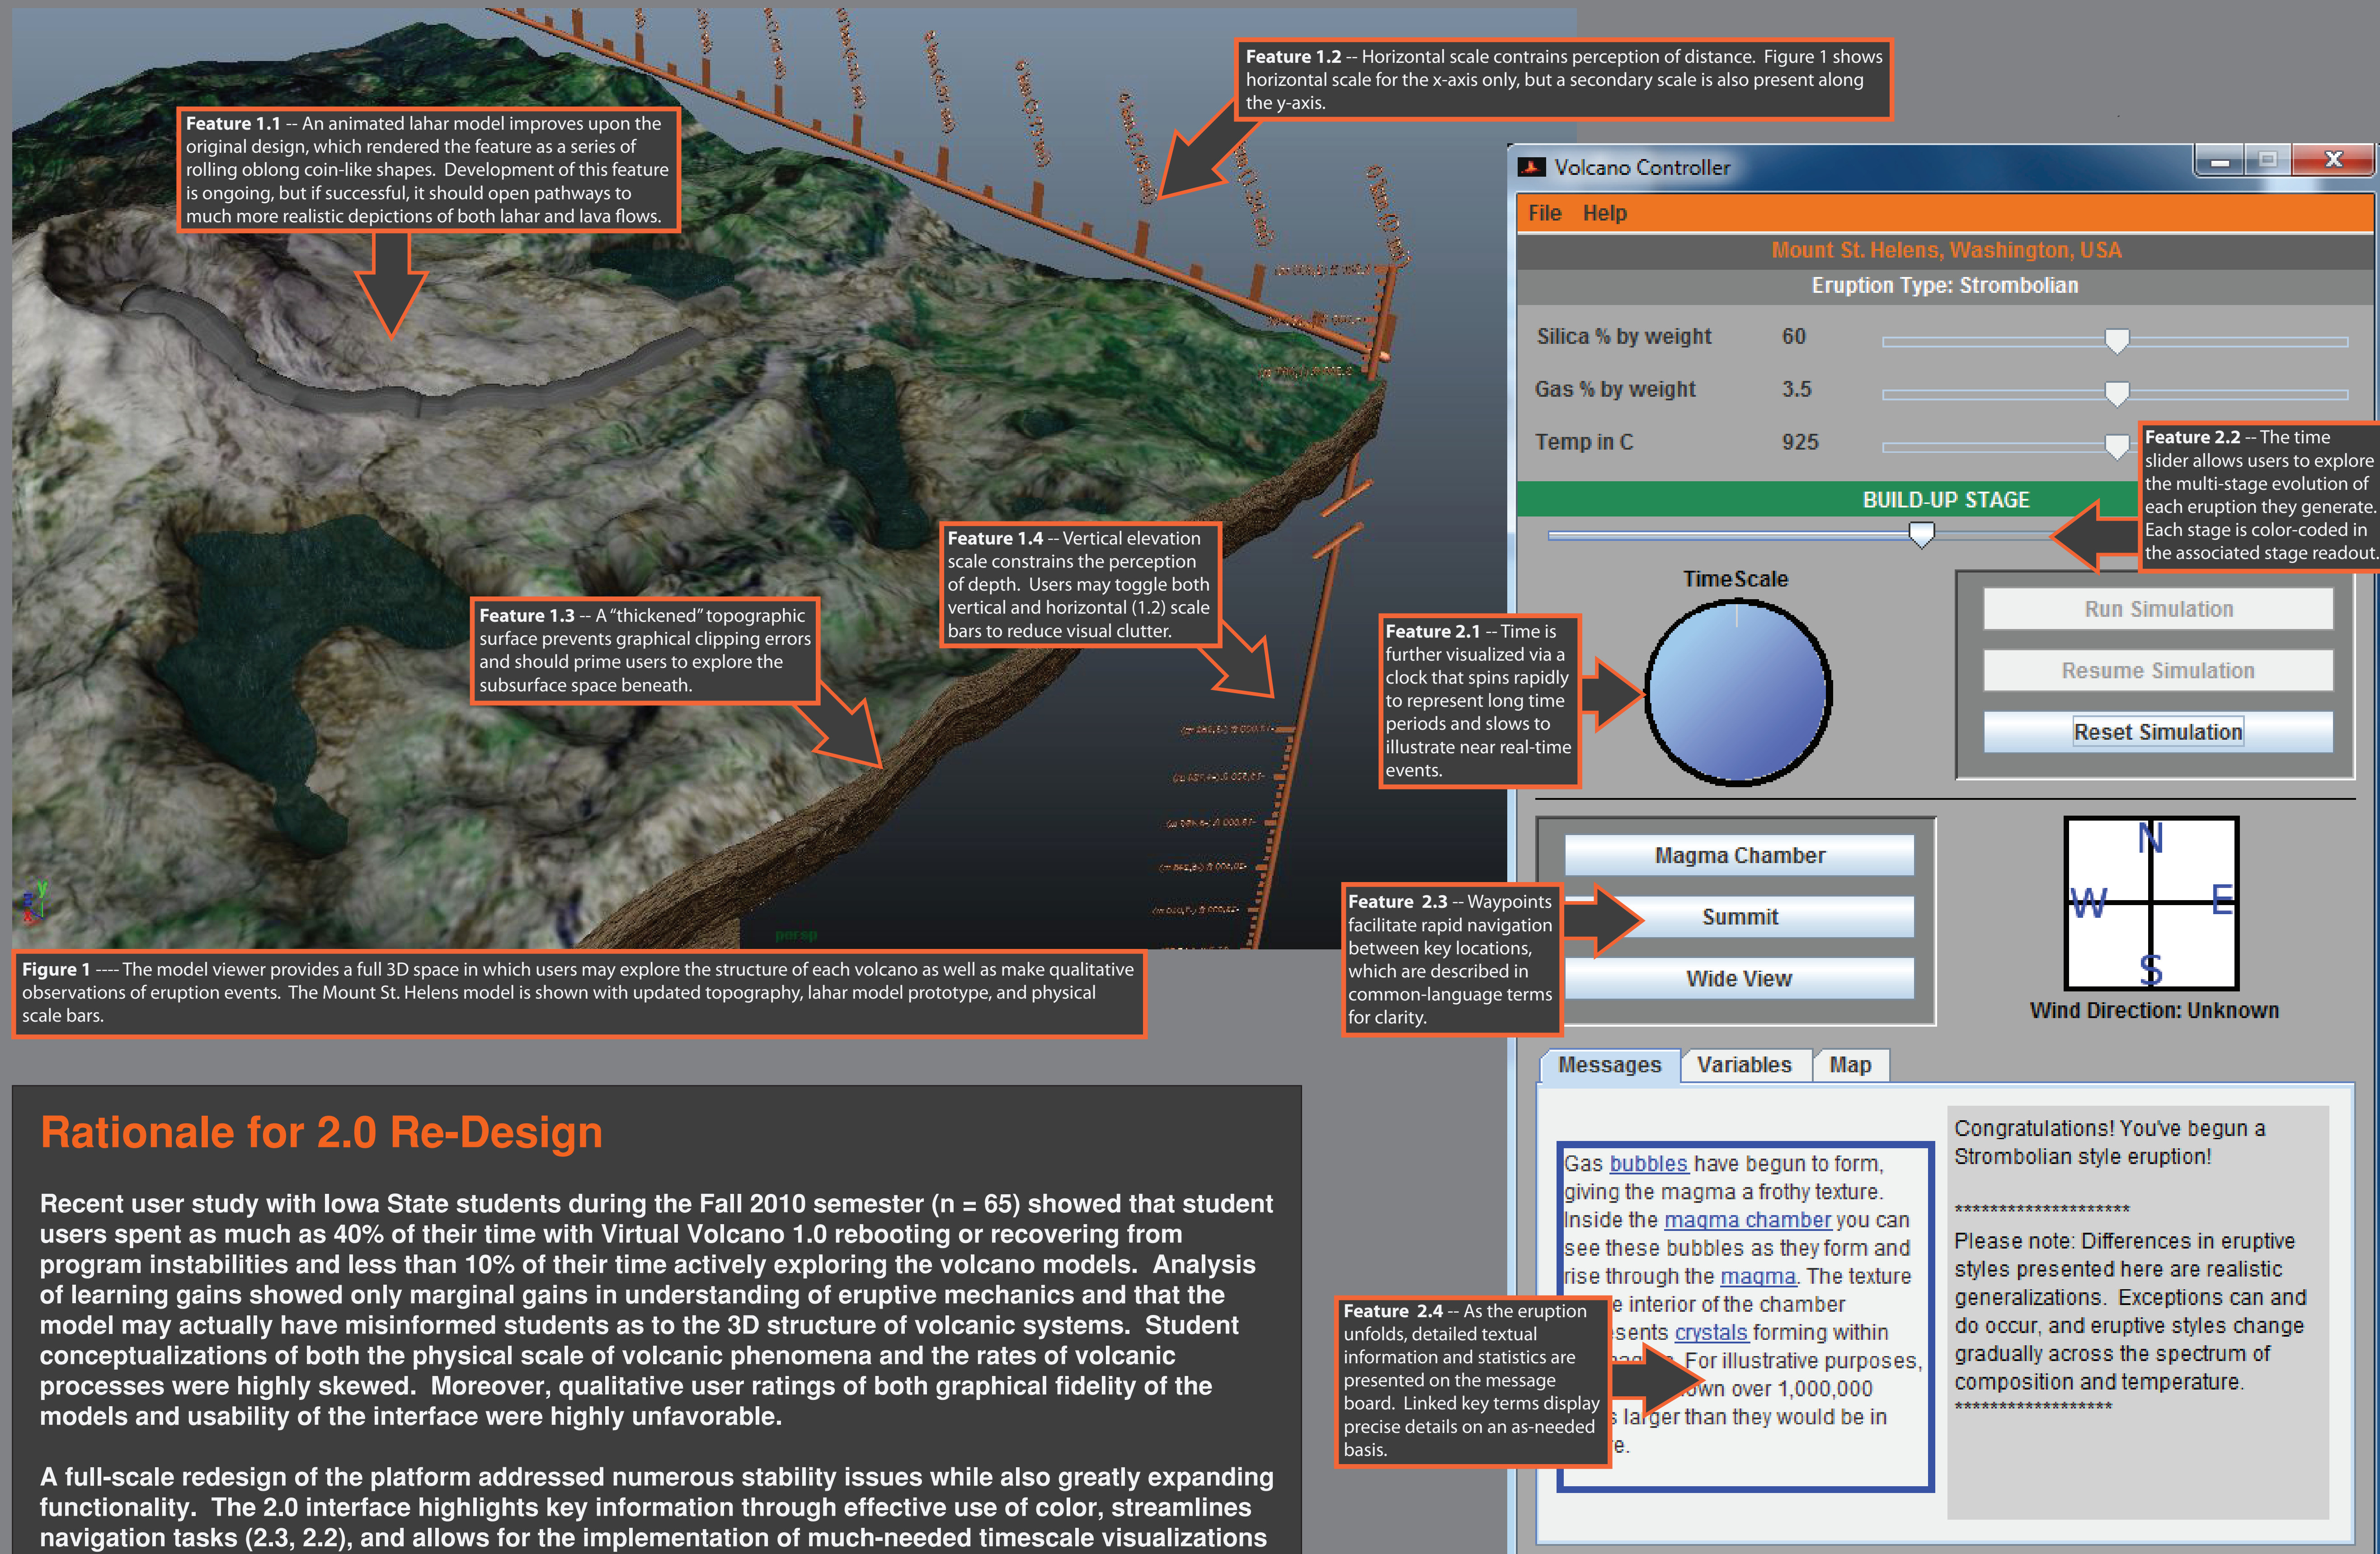 Feature 1.1 -- An animated lahar model improves upon the
original design, which rendered the feature as a series of
rolling oblong coin-like shapes.  Development of this feature
is ongoing, but if successful, it should open pathways to
much more realistic depictions of both lahar and lava flows.
Feature 1.2 -- Horizontal scale contrains perception of distance.  Figure 1 shows
horizontal scale for the x-axis only, but a secondary scale is also present along
the y-axis.
Feature 1.3 -- A "thickened" topographic
surface prevents graphical clipping errors
and should prime users to explore the
subsurface space beneath.
Feature 1.4 -- Vertical elevation
scale constrains the perception
of depth.  Users may toggle both
vertical and horizontal (1.2) scale
bars to reduce visual clutter.
y
z
x
persp
Figure 1 ---- The model viewer provides a full 3D space in which users may explore the structure of each volcano as well as make qualitative
observations of eruption events.  The Mount St. Helens model is shown with updated topography, lahar model prototype, and physical
scale bars.
Rationale for 2.0 Re-Design
Recent user study with Iowa State students during the Fall 2010 semester (n = 65) showed that student
users spent as much as 40% of their time with Virtual Volcano 1.0 rebooting or recovering from
program instabilities and less than 10% of their time actively exploring the volcano models.  Analysis
of learning gains showed only marginal gains in understanding of eruptive mechanics and that the
model may actually have misinformed students as to the 3D structure of volcanic systems.  Student
conceptualizations of both the physical scale of volcanic phenomena and the rates of volcanic
processes were highly skewed.  Moreover, qualitative user ratings of both graphical fidelity of the
models and usability of the interface were highly unfavorable.
A full-scale redesign of the platform addressed numerous stability issues while also greatly expanding
functionality.  The 2.0 interface highlights key information through effective use of color, streamlines
navigation tasks (2.3, 2.2), and allows for the implementation of much-needed timescale visualizations
Volcano Controller
File Help
Mount St. Helens, Washington, USA
Eruption Type: Strombolian
Silica % by weight 60
Gas % by weight 3.5
Temp in C 925
BUILD-UP STAGE
Feature 2.2 -- The time
slider allows users to explore
the multi-stage evolution of
each eruption they generate.
Each stage is color-coded in
the associated stage readout.
TimeScale
Feature 2.1 -- Time is
further visualized via a
clock that spins rapidly
to represent long time
periods and slows to
illustrate near real-time
events.
Run Simulation
Resume Simulation
Reset Simulation
Magma Chamber
Summit
Wide View
Feature  2.3 -- Waypoints
facilitate rapid navigation
between key locations,
which are described in
common-language terms
for clarity.
N
W E
S
Wind Direction: Unknown
Messages Variables Map
Gas bubbles have begun to form,
giving the magma a frothy texture.
Inside the magma chamber you can
see these bubbles as they form and
rise through the magma. The texture
interior of the chamber
crystals forming within
For illustrative purposes,
over 1,000,000
larger than they would be in
Feature  2.4 -- As the eruption
unfolds, detailed textual
information and statistics are
presented on the message
board.  Linked key terms display
precise details on an as-needed
basis.
Congratulations! You've begun a
Strombolian style eruption!
********************
Please note: Differences in eruptive
styles presented here are realistic
generalizations.  Exceptions can and
do occur, and eruptive styles change
gradually across the spectrum of
composition and temperature.
******************